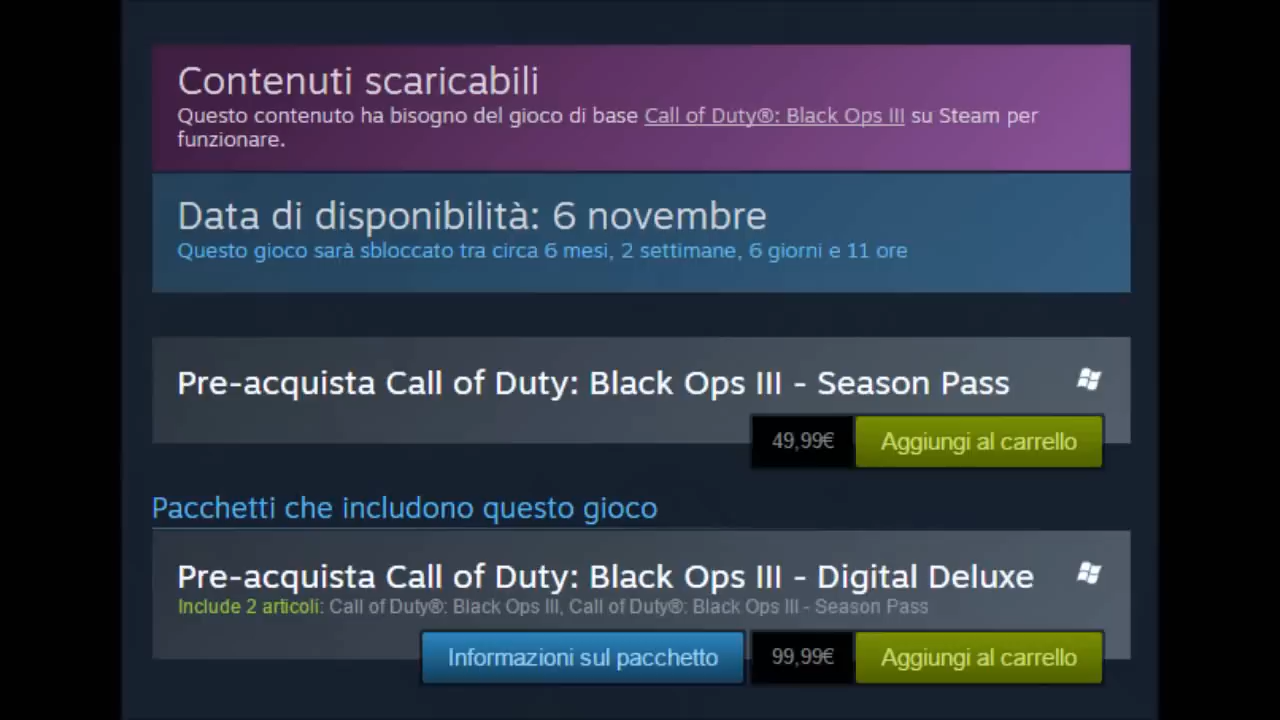 Contenuti scaricabili
Questo contenuto ha bisogno del gioco di base Call of Duty®: Black Ops III su Steam per
funzionare.
Data di disponibilità: 6 novembre
Questo gioco sarà sbloccato tra circa 6 mesi, 2 settimane, 6 giorni e 11 ore
Pre-acquista Call of Duty: Black Ops III - Season Pass
49,99€ Aggiungi al carrello
Pacchetti che includono questo gioco
Pre-acquista Call of Duty: Black Ops III - Digital Deluxe
Include 2 articoli: Call of Duty®: Black Ops III, Call of Duty®: Black Ops III - Season Pass
Informazioni sul pacchetto 99,99€ Aggiungi al carrello